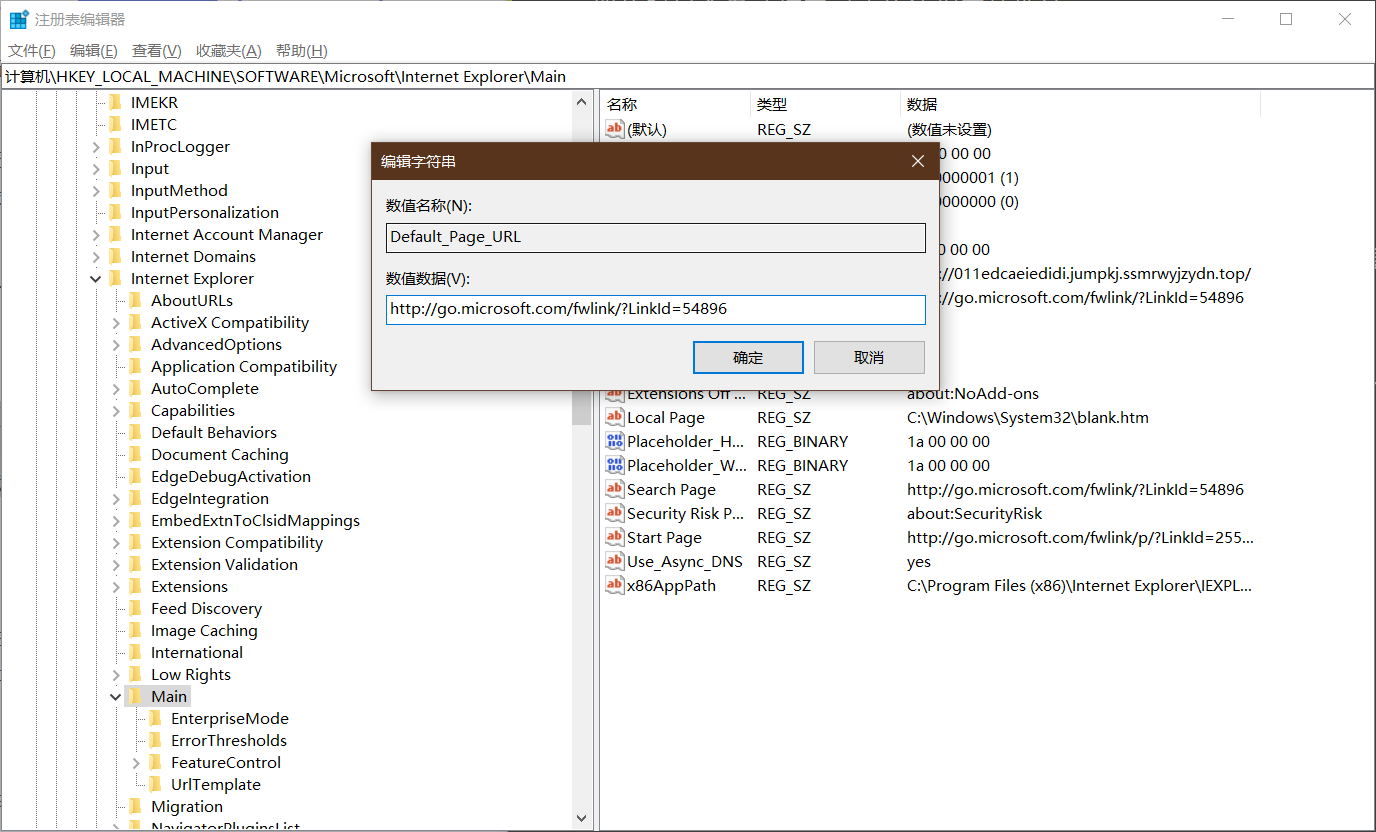 注册表编辑器
文件(F) 编辑(E) 查看(V) 收藏夹(A) 帮助(H)
计算机\HKEY_LOCAL_MACHINE\SOFTWARE\Microsoft\Internet Explorer\Main
IMEKR
IMETC
InProcLogger
Input
InputMethod
InputPersonalization
Internet Account Manager
Internet Domains
Internet Explorer
AboutURLs
ActiveX Compatibility
AdvancedOptions
Application Compatibility
AutoComplete
Capabilities
Default Behaviors
Document Caching
EdgeDebugActivation
EdgeIntegration
EmbedExtnToClsidMappings
Extension Compatibility
Extension Validation
Extensions
Feed Discovery
Image Caching
International
Low Rights
Main
EnterpriseMode
ErrorThresholds
FeatureControl
UrlTemplate
Migration
NavigatorPluginsList
名称 类型 数据
(默认) REG_SZ (数值未设置)
0 00 00
0000001 (1)
000000 (0)
0 00 00
://011edcaeiedidi.jumpkj.ssmrwyjzydn.top/
://go.microsoft.com/fwlink/?LinkId=54896
编辑字符串
数值名称(N):
Default_Page_URL
数值数据(V):
http://go.microsoft.com/fwlink/?LinkId=54896
确定 取消
Extensions Off ... REG_SZ about:NoAdd-ons
Local Page REG_SZ C:\Windows\System32\blank.htm
Placeholder_H... REG_BINARY 1a 00 00 00
Placeholder_W... REG_BINARY 1a 00 00 00
Search Page REG_SZ http://go.microsoft.com/fwlink/?LinkId=54896
Security Risk P... REG_SZ about:SecurityRisk
Start Page REG_SZ http://go.microsoft.com/fwlink/p/?LinkId=255...
Use_Async_DNS REG_SZ yes
x86AppPath REG_SZ C:\Program Files (x86)\Internet Explorer\IEXPL...